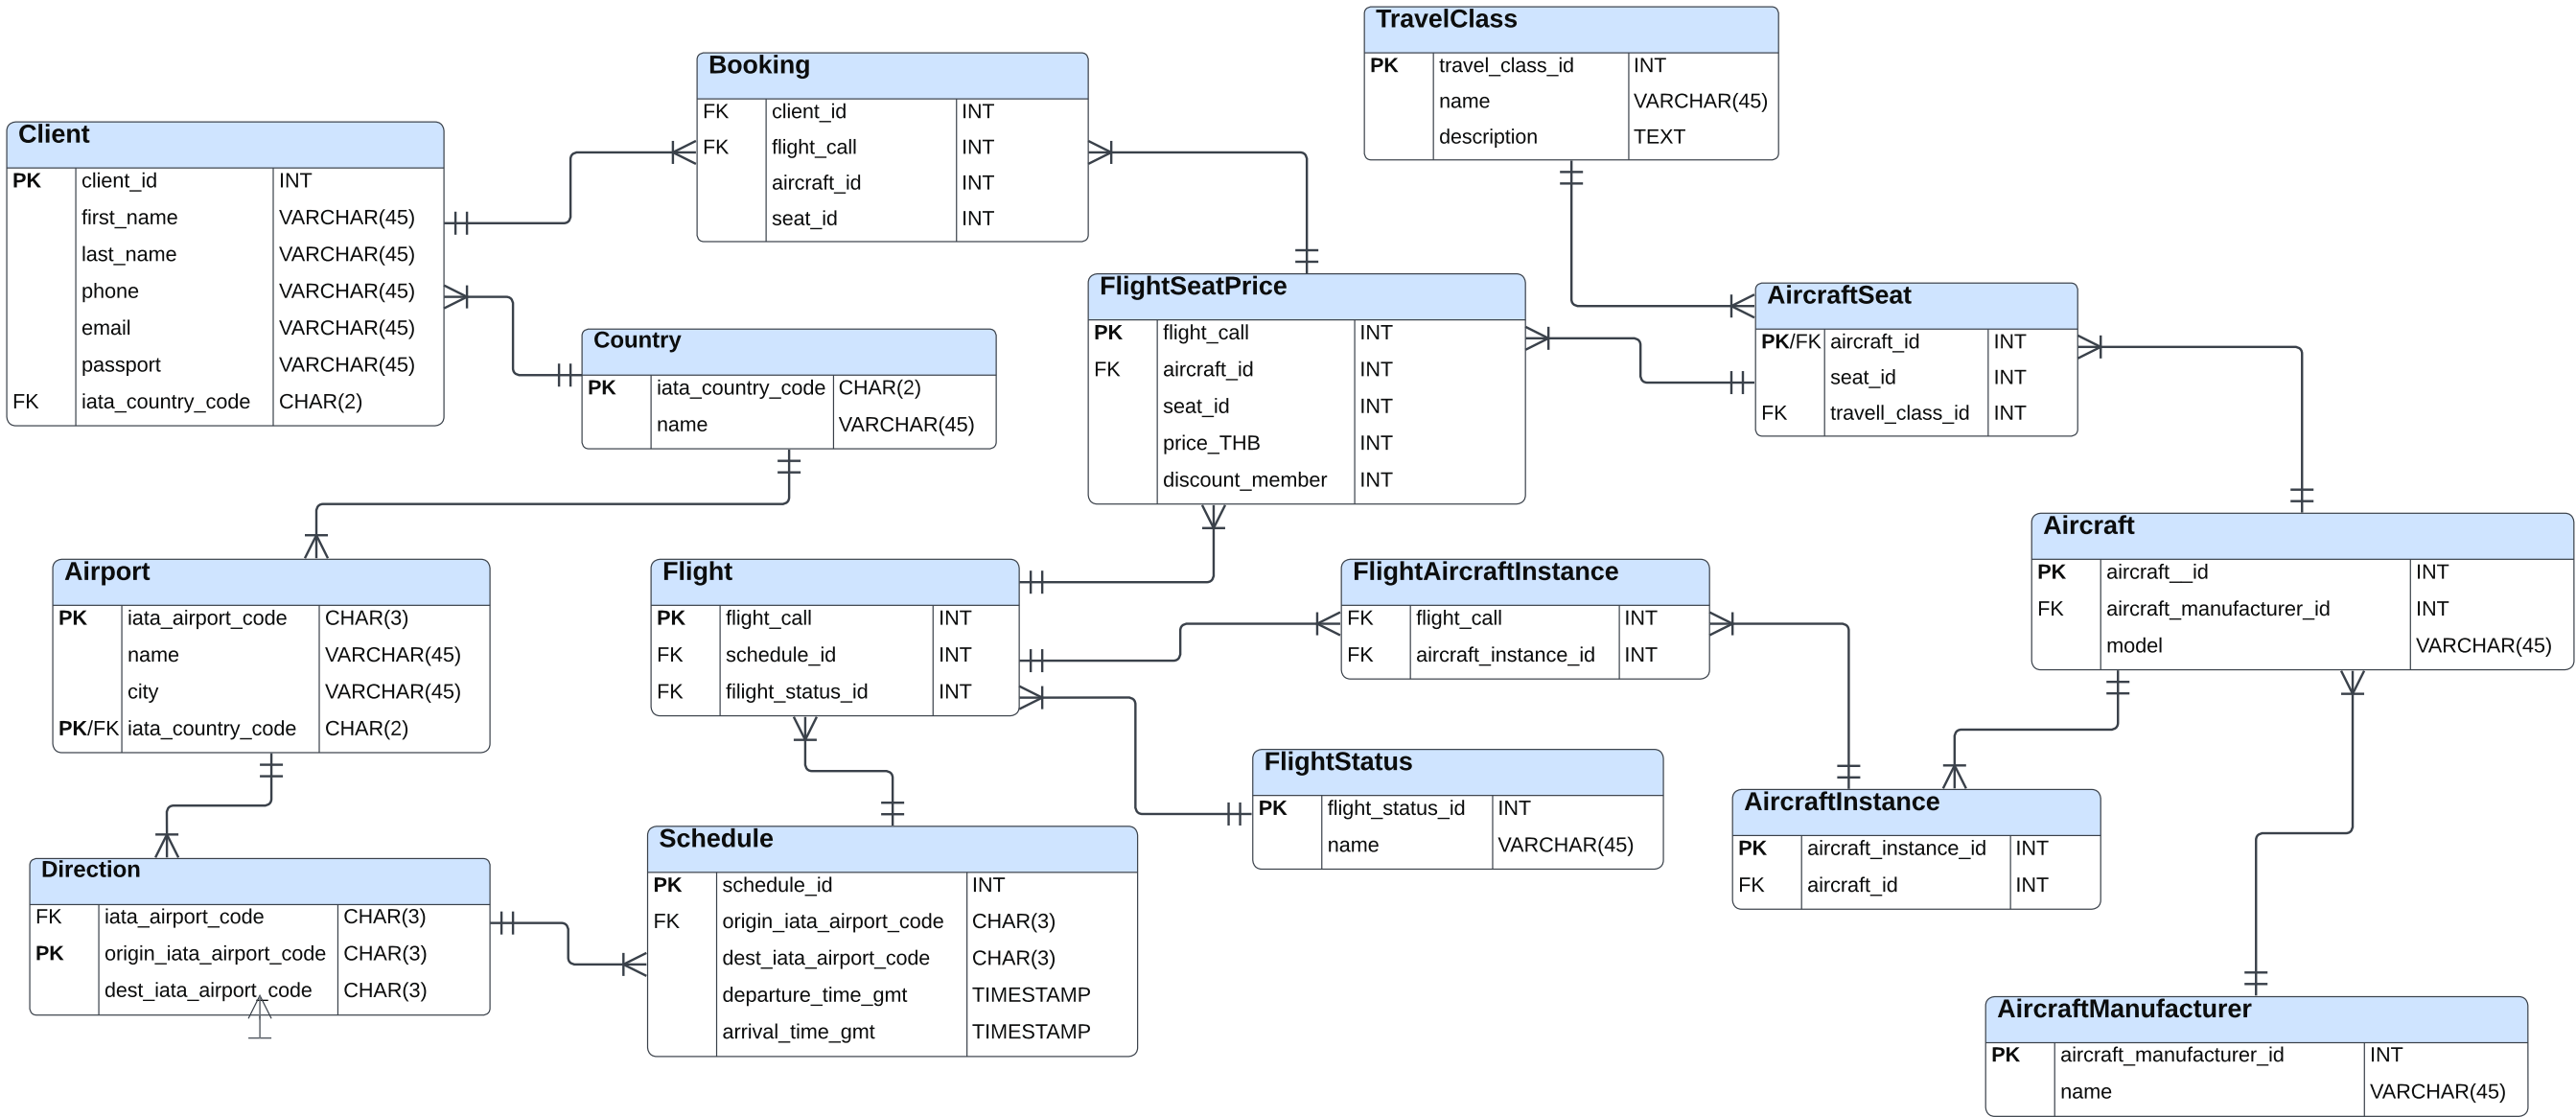 TravelClass
PK travel_class_id INT
name VARCHAR(45)
description TEXT
Booking
FK client_id INT
FK flight_call INT
aircraft_id INT
seat_id INT
Client
PK client_id INT
first_name VARCHAR(45)
last_name VARCHAR(45)
phone VARCHAR(45)
email VARCHAR(45)
passport VARCHAR(45)
FK iata_country_code CHAR(2)
FlightSeatPrice
PK flight_call INT
FK aircraft_id INT
seat_id INT
price_THB INT
discount_member INT
AircraftSeat
PK/FK aircraft_id INT
seat_id INT
FK travell_class_id INT
Country
PK iata_country_code CHAR(2)
name VARCHAR(45)
Aircraft
PK aircraft__id INT
FK aircraft_manufacturer_id INT
model VARCHAR(45)
Airport
PK iata_airport_code CHAR(3)
name VARCHAR(45)
city VARCHAR(45)
PK/FK iata_country_code CHAR(2)
Flight
PK flight_call INT
FK schedule_id INT
FK filight_status_id INT
FlightAircraftInstance
FK flight_call INT
FK aircraft_instance_id INT
FlightStatus
PK flight_status_id INT
name VARCHAR(45)
AircraftInstance
PK aircraft_instance_id INT
FK aircraft_id INT
Schedule
PK schedule_id INT
FK origin_iata_airport_code CHAR(3)
dest_iata_airport_code CHAR(3)
departure_time_gmt TIMESTAMP
arrival_time_gmt TIMESTAMP
Direction
FK iata_airport_code CHAR(3)
PK origin_iata_airport_code CHAR(3)
dest_iata_airport_code CHAR(3)
AircraftManufacturer
PK aircraft_manufacturer_id INT
name VARCHAR(45)